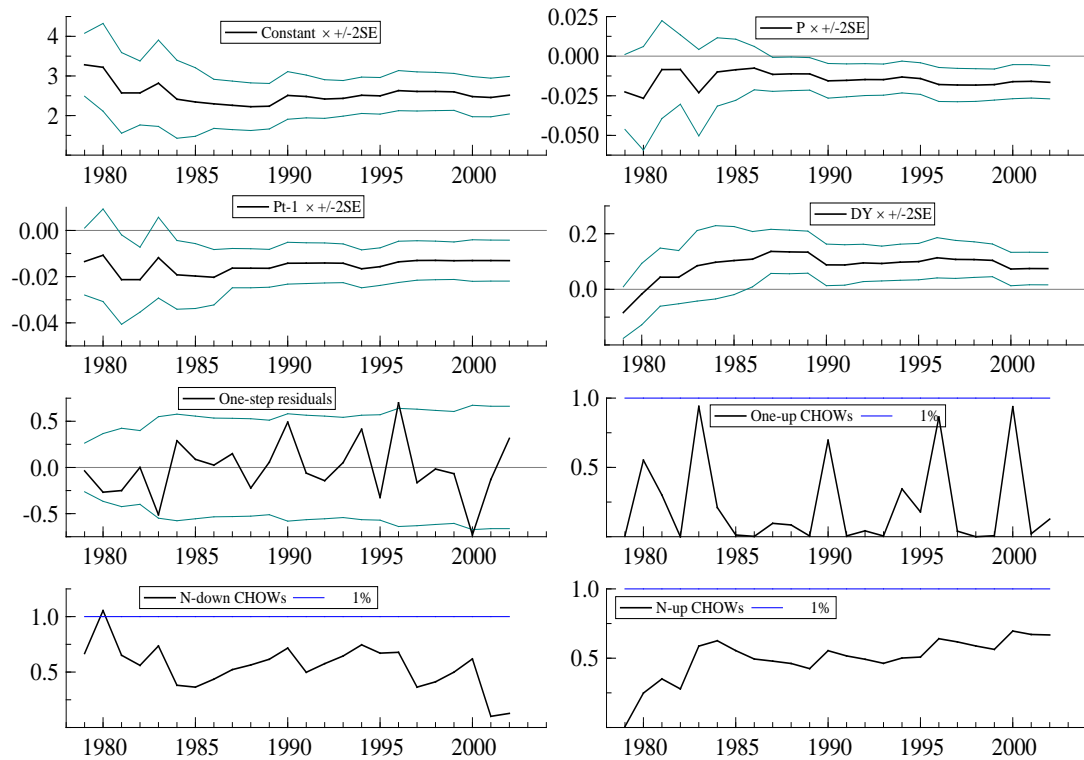 Constant × +/-2SE
4
3
2
1980 1985 1990 1995 2000
P × +/-2SE
0.025
0.000
-0.025
-0.050
1980 1985 1990 1995 2000
Pt-1 × +/-2SE
0.00
-0.02
-0.04
1980 1985 1990 1995 2000
DY × +/-2SE
0.2
0.0
1980 1985 1990 1995 2000
One-step residuals
0.5
0.0
-0.5
1980 1985 1990 1995 2000
One-up CHOWs 1%
1.0
0.5
1980 1985 1990 1995 2000
N-down CHOWs 1%
1.0
0.5
1980 1985 1990 1995 2000
N-up CHOWs 1%
1.0
0.5
1980 1985 1990 1995 2000